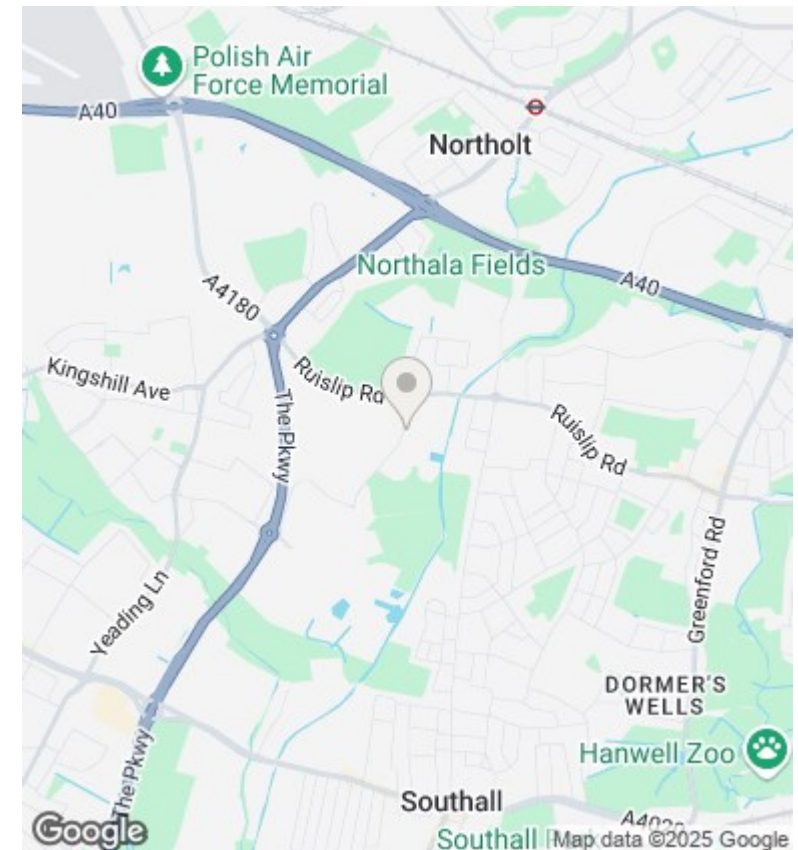 Polish Air
Force Memorial
A40
Northolt
Northala Fields
A40
A4180
Kingshill Ave
Ruislip Rd
The Pkwy
Ruislip Rd
Greenford Rd
Yeading Ln
DORMER'S
WELLS
Hanwell Zoo
The Pkwy
Southall
Google
Southall
Map data ©2025 Google